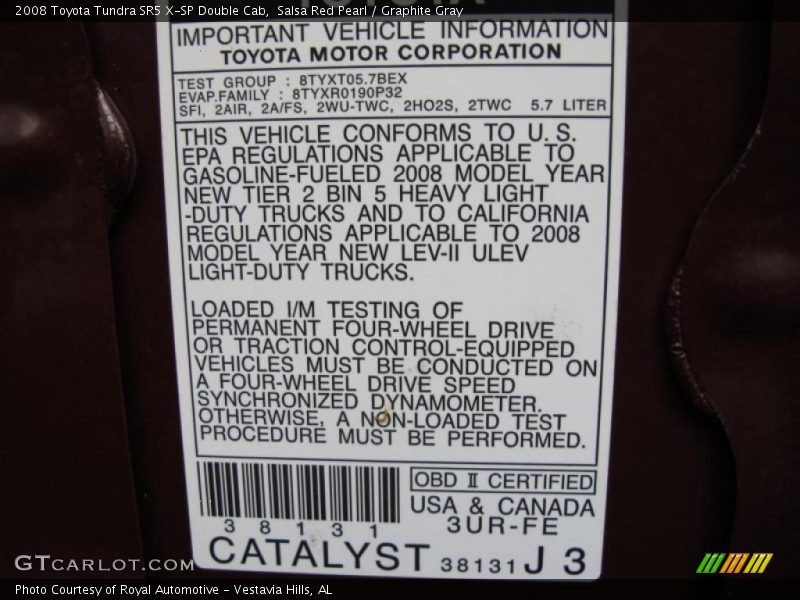 2008 Toyota Tundra SR5 X-SP Double Cab, Salsa Red Pearl / Graphite Gray
IMPORTANT VEHICLE INFORMATION
TOYOTA MOTOR CORPORATION
TEST GROUP : 8TYXT05.7BEX
EVAP.FAMILY : 8TYXR0190P32
SFI, 2AIR, 2A/FS, 2WU-TWC, 2HO2S, 2TWC 5.7 LITER
THIS VEHICLE CONFORMS TO U.S.
EPA REGULATIONS APPLICABLE TO
GASOLINE-FUELED 2008 MODEL YEAR
NEW TIER 2 BIN 5 HEAVY LIGHT
-DUTY TRUCKS AND TO CALIFORNIA
REGULATIONS APPLICABLE TO 2008
MODEL YEAR NEW LEV-II ULEV
LIGHT-DUTY TRUCKS.
LOADED I/M TESTING OF
PERMANENT FOUR-WHEEL DRIVE
OR TRACTION CONTROL-EQUIPPED
VEHICLES MUST BE CONDUCTED ON
A FOUR-WHEEL DRIVE SPEED
SYNCHRONIZED DYNAMOMETER.
OTHERWISE, A NON-LOADED TEST
PROCEDURE MUST BE PERFORMED.
OBD II CERTIFIED
USA & CANADA
38131 3UR-FE
CATALYST 38131 J3
GTCARLOT.COM
Photo Courtesy of Royal Automotive - Vestavia Hills, AL